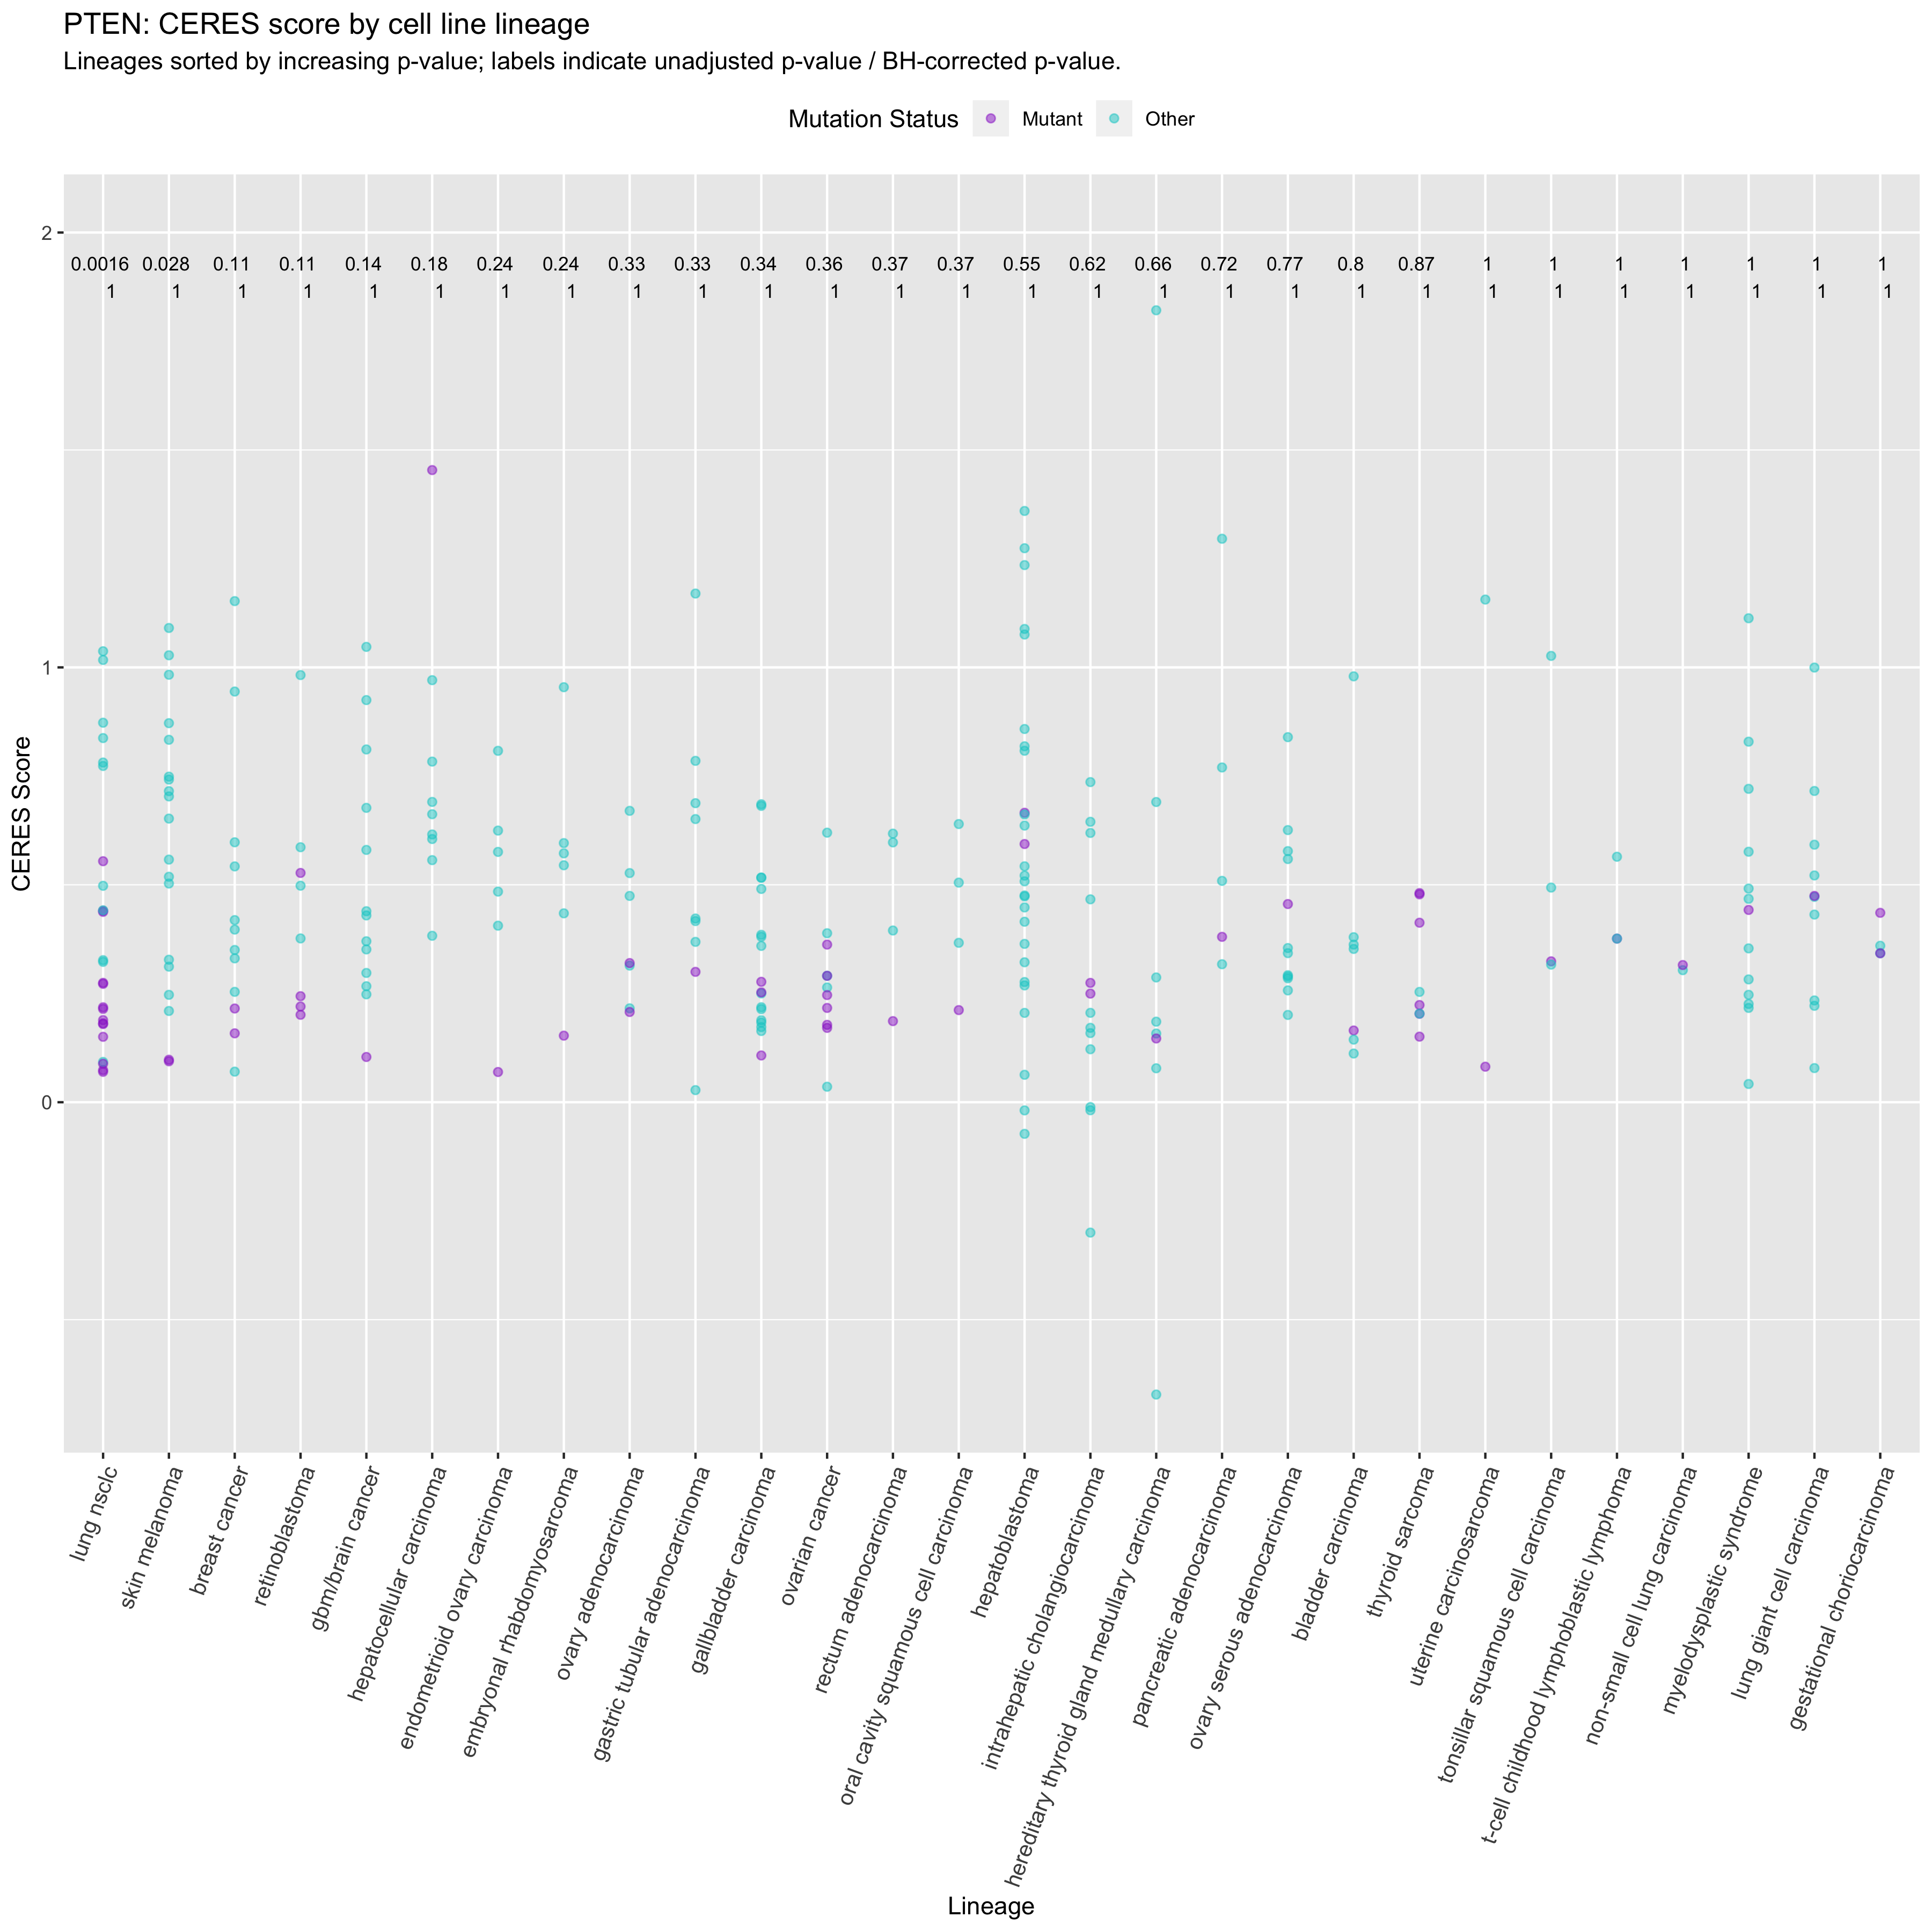 PTEN: CERES score by cell line lineage
Lineages sorted by increasing p-value; labels indicate unadjusted p-value / BH-corrected p-value.
Mutation Status Mutant Other
2
0.0016 0.028 0.11 0.11 0.14 0.18 0.24 0.24 0.33 0.33 0.34 0.36 0.37 0.37 0.55 0.62 0.66 0.72 0.77 0.8 0.87 1 1 1 1 1 1 1
1 1 1 1 1 1 1 1 1 1 1 1 1 1 1 1 1 1 1 1 1 1 1 1 1 1 1 1
1
0
CERES Score
lung nsclc
skin melanoma
breast cancer
retinoblastoma
gbm/brain cancer
hepatocellular carcinoma
endometrioid ovary carcinoma
embryonal rhabdomyosarcoma
ovary adenocarcinoma
gastric tubular adenocarcinoma
gallbladder carcinoma
ovarian cancer
rectum adenocarcinoma
oral cavity squamous cell carcinoma
hepatoblastoma
intrahepatic cholangiocarcinoma
hereditary thyroid gland medullary carcinoma
pancreatic adenocarcinoma
ovary serous adenocarcinoma
bladder carcinoma
thyroid sarcoma
uterine carcinosarcoma
tonsillar squamous cell carcinoma
t-cell childhood lymphoblastic lymphoma
non-small cell lung carcinoma
myelodysplastic syndrome
lung giant cell carcinoma
gestational choriocarcinoma
Lineage